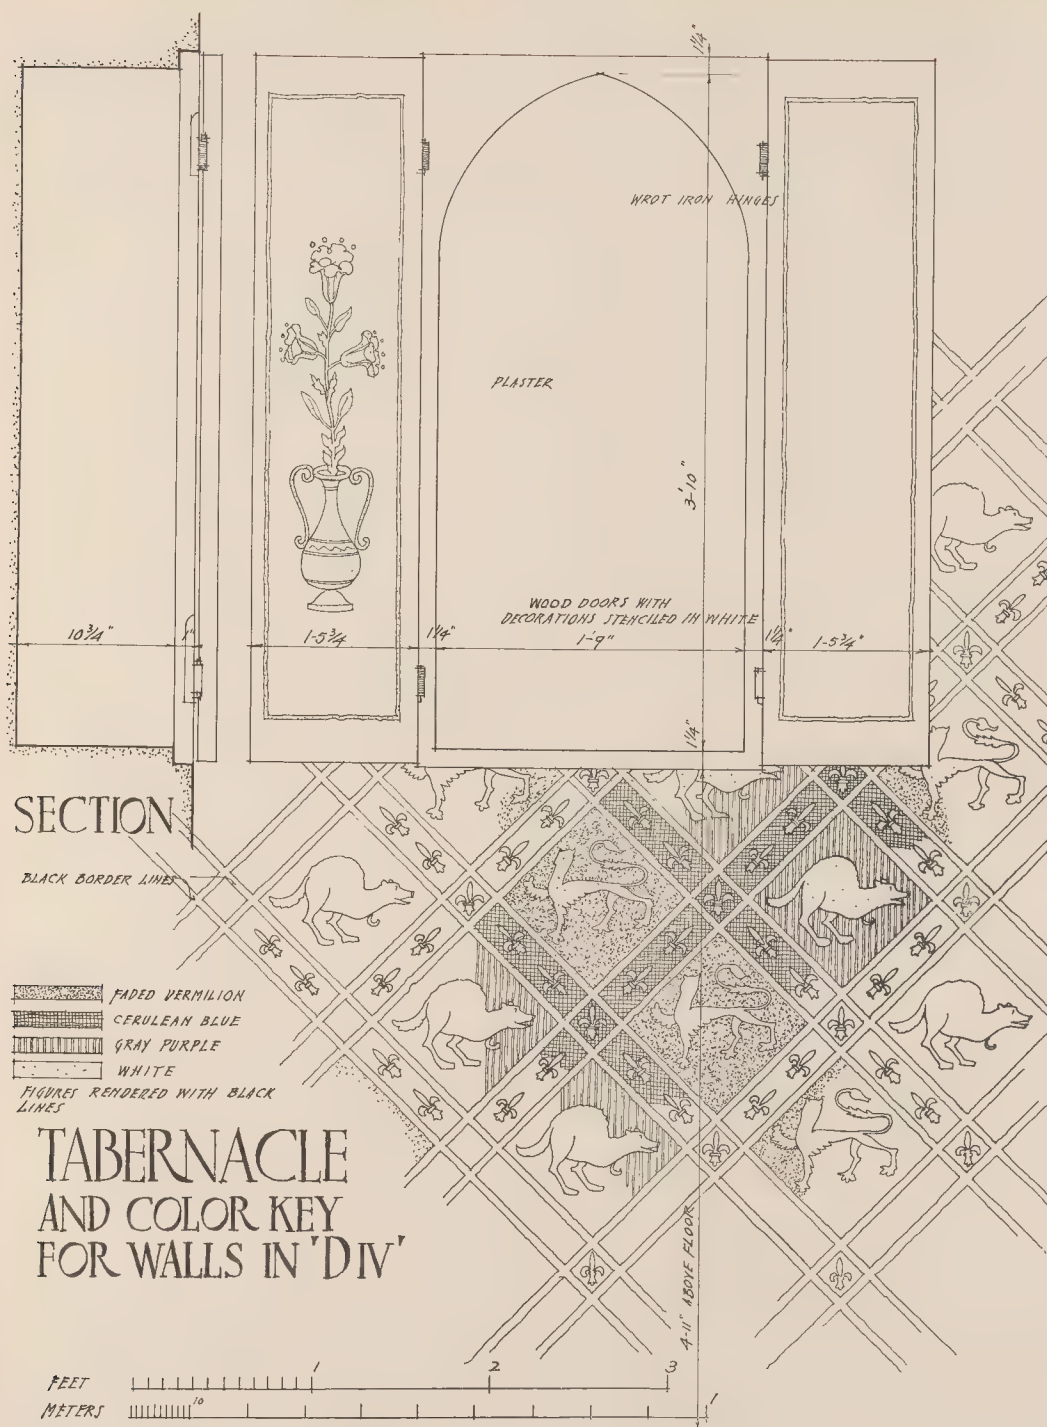 1¼"
WROT IRON HINGES
PLASTER
3'-10"
WOOD DOORS WITH
DECORATIONS STENCILED IN WHITE
10¾"
1"
1-5¾
1¼"
1-9"
1¼"
1-5¾"
1¼"
SECTION
BLACK BORDER LINES
FADED VERMILION
CERULEAN BLUE
GRAY PURPLE
WHITE
FIGURES RENDERED WITH BLACK
LINES
TABERNACLE
AND COLOR KEY
FOR WALLS IN 'D IV'
4-11" ABOVE FLOOR
FEET
1
2
3
METERS
10
1